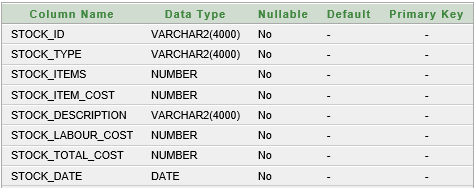 Column Name Data Type Nullable Default Primary Key
STOCK_ID VARCHAR2(4000) No - -
STOCK_TYPE VARCHAR2(4000) No - -
STOCK_ITEMS NUMBER No - -
STOCK_ITEM_COST NUMBER No - -
STOCK_DESCRIPTION VARCHAR2(4000) No - -
STOCK_LABOUR_COST NUMBER No - -
STOCK_TOTAL_COST NUMBER No - -
STOCK_DATE DATE No - -